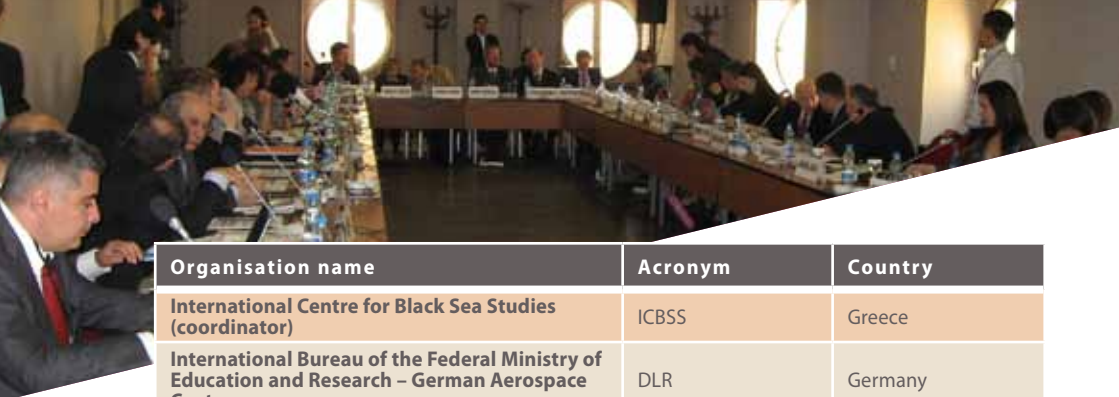 Organisation name Acronym Country
International Centre for Black Sea Studies
(coordinator) ICBSS Greece
International Bureau of the Federal Ministry of
Education and Research – German Aerospace DLR Germany